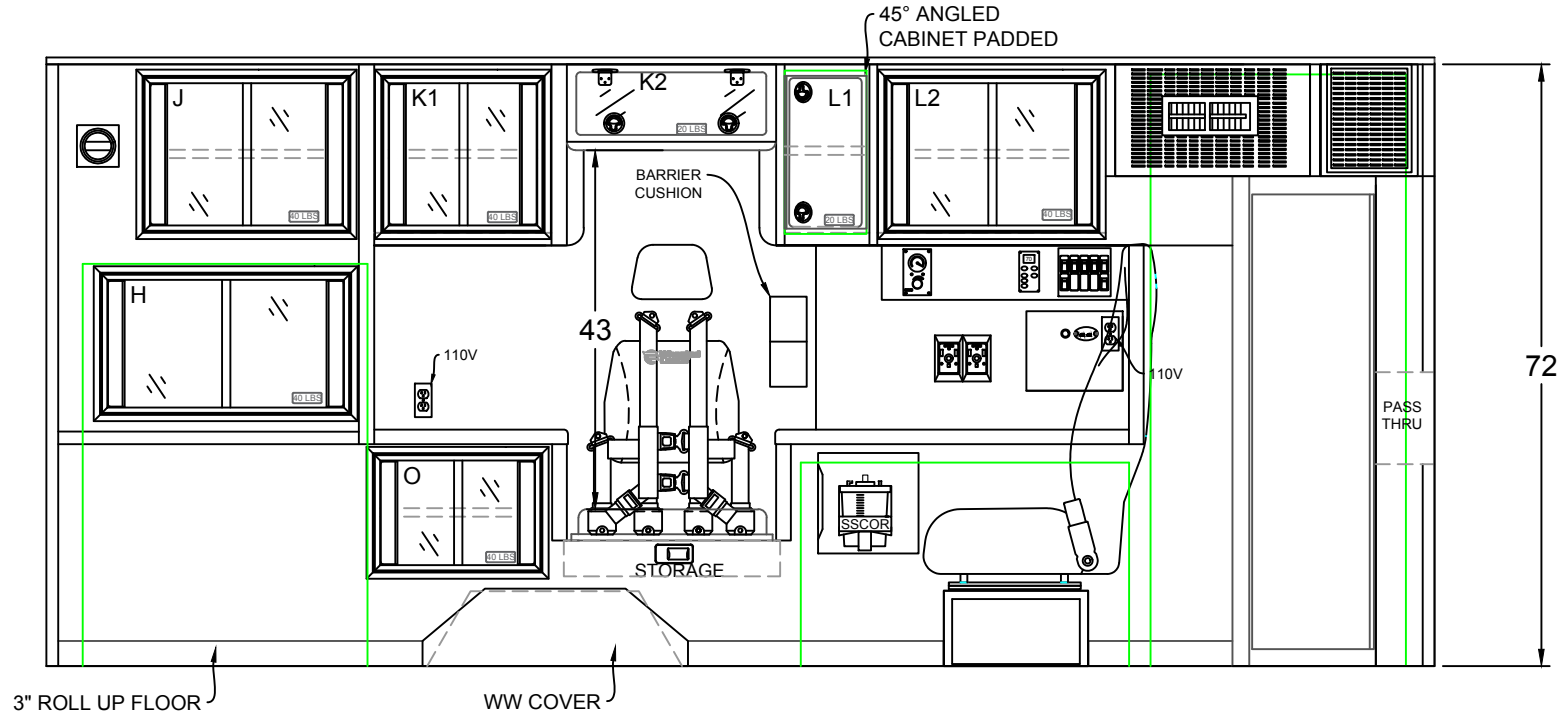 45° ANGLED
CABINET PADDED
J
K1
K2
L1
L2
20 LBS
BARRIER
CUSHION
40 LBS
40 LBS
20 LBS
40 LBS
H
70
43
110V
110V
72
40 LBS
PASS
THRU
O
SSCOR
40 LBS
STORAGE
3" ROLL UP FLOOR
WW COVER